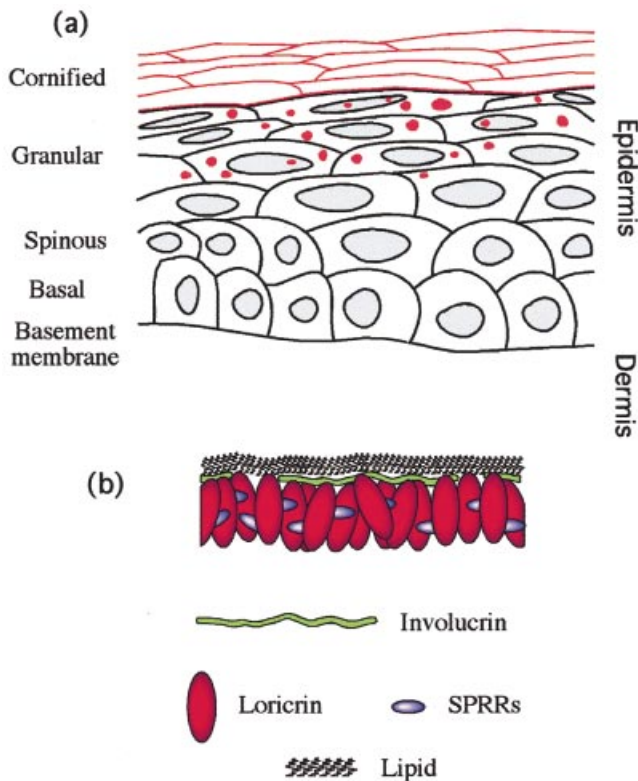 (a)
Cornified
Granular
Spinous
Basal
Basement
membrane
Epidermis
Dermis
(b)
Involucrin
Loricrin
SPRRs
Lipid